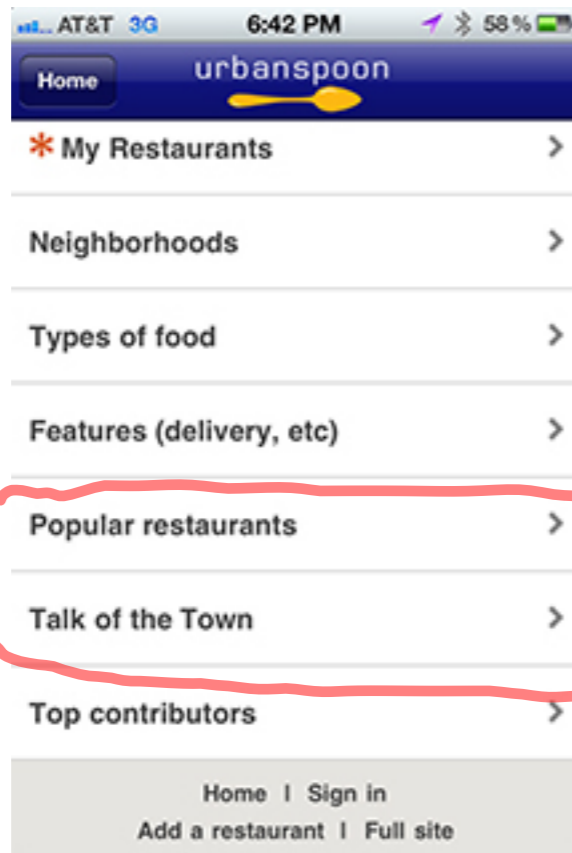 AT&T 3G 6:42 PM 58%
Home urbanspoon
* My Restaurants
Neighborhoods
Types of food
Features (delivery, etc)
Popular restaurants
Talk of the Town
Top contributors
Home | Sign in
Add a restaurant | Full site